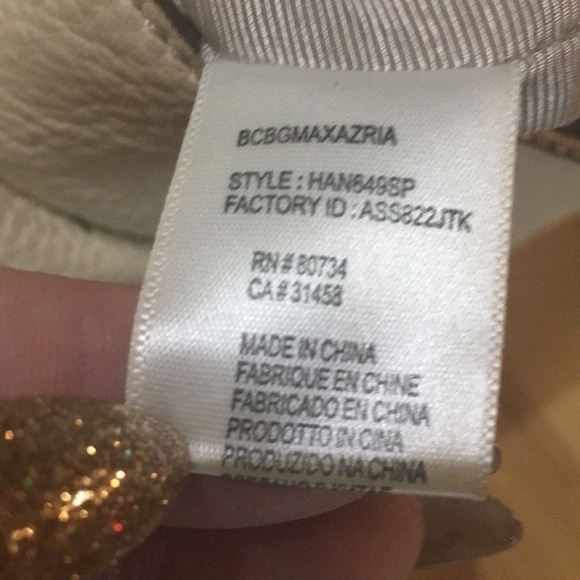 BCBGMAXAZRIA
STYLE : HAN649SP
FACTORY ID : ASS822JTK
RN # 80734
CA # 31458
MADE IN CHINA
FABRIQUE EN CHINE
FABRICADO EN CHINA
PRODOTTO IN CINA
PRODUZIDO NA CHINA